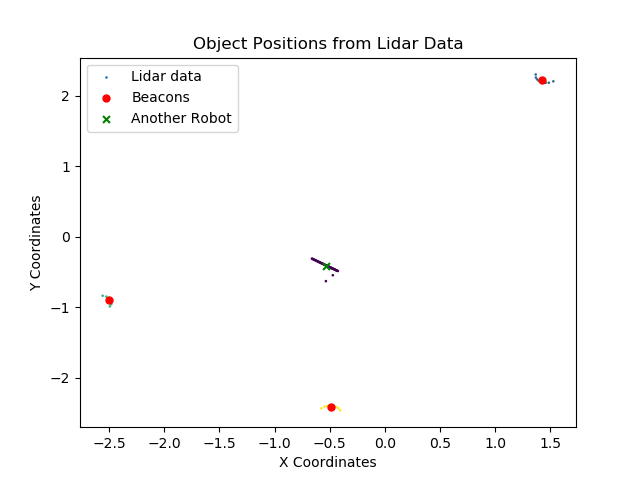 Object Positions from Lidar Data
Lidar data
Beacons
Another Robot
Y Coordinates
2
1
0
−1
−2
−2.5 −2.0 −1.5 −1.0 −0.5 0.0 0.5 1.0 1.5
X Coordinates